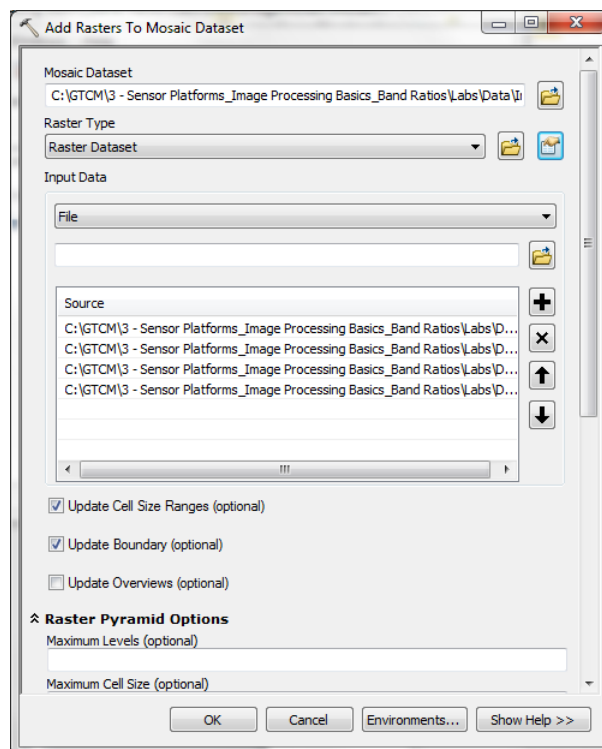 Add Rasters To Mosaic Dataset
Mosaic Dataset
C:\GTCM\3 - Sensor Platforms_Image Processing Basics_Band Ratios\Labs\Data\I
Raster Type
Raster Dataset
Input Data
File
Source
C:\GTCM\3 - Sensor Platforms_Image Processing Basics_Band Ratios\Labs\D...
C:\GTCM\3 - Sensor Platforms_Image Processing Basics_Band Ratios\Labs\D...
C:\GTCM\3 - Sensor Platforms_Image Processing Basics_Band Ratios\Labs\D...
C:\GTCM\3 - Sensor Platforms_Image Processing Basics_Band Ratios\Labs\D...
Update Cell Size Ranges (optional)
Update Boundary (optional)
Update Overviews (optional)
Raster Pyramid Options
Maximum Levels (optional)
Maximum Cell Size (optional)
OK Cancel Environments... Show Help >>